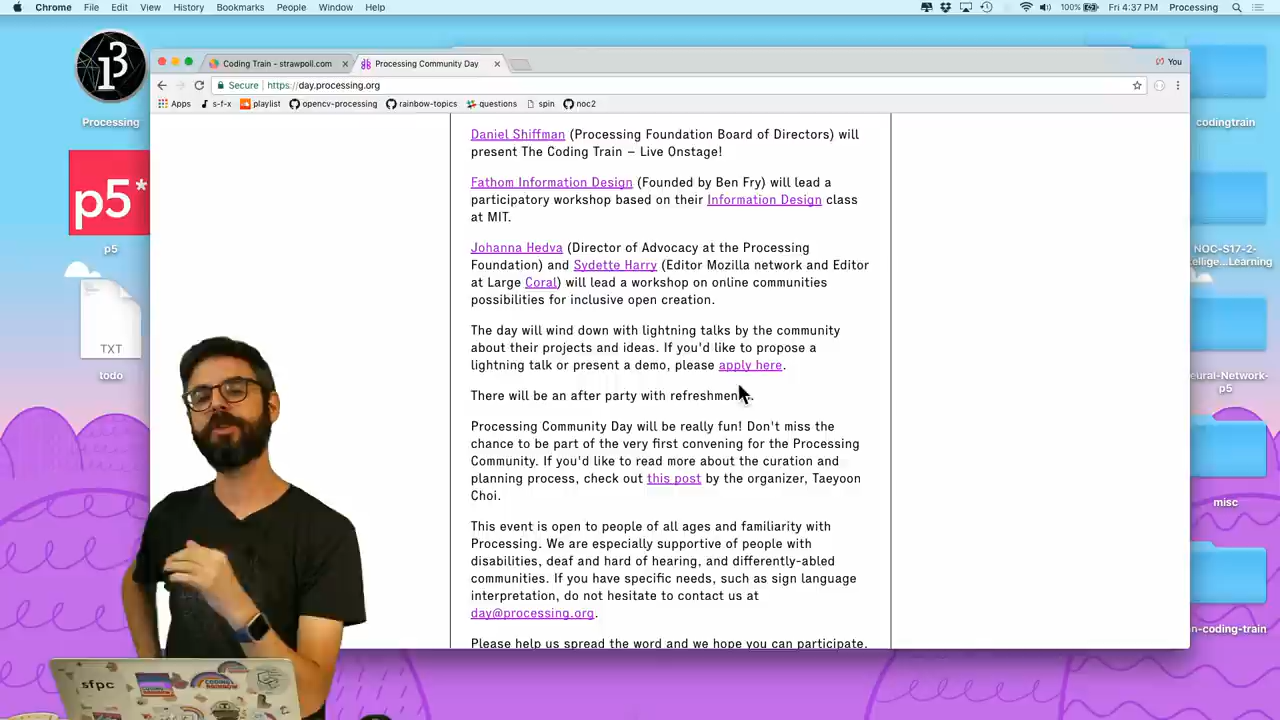 Chrome File Edit View History Bookmarks People Window Help 100% Fri 4:37 PM Processing
Coding Train - strawpoll.com Processing Community Day You
Secure https://day.processing.org
Apps s-f-x playlist opencv-processing rainbow-topics questions spin noc2
Daniel Shiffman (Processing Foundation Board of Directors) will
present The Coding Train – Live Onstage!
Fathom Information Design (Founded by Ben Fry) will lead a
participatory workshop based on their Information Design class
at MIT.
Johanna Hedva (Director of Advocacy at the Processing
Foundation) and Sydette Harry (Editor Mozilla network and Editor
at Large Coral) will lead a workshop on online communities
possibilities for inclusive open creation.
The day will wind down with lightning talks by the community
about their projects and ideas. If you'd like to propose a
lightning talk or present a demo, please apply here.
There will be an after party with refreshments.
Processing Community Day will be really fun! Don't miss the
chance to be part of the very first convening for the Processing
Community. If you'd like to read more about the curation and
planning process, check out this post by the organizer, Taeyoon
Choi.
This event is open to people of all ages and familiarity with
Processing. We are especially supportive of people with
disabilities, deaf and hard of hearing, and differently-abled
communities. If you have specific needs, such as sign language
interpretation, do not hesitate to contact us at
day@processing.org.
Please help us spread the word and we hope you can participate.
Processing
p5*
p5
TXT
todo
codingtrain
NOC-S17-2-
Learning
p5
misc
sfpc